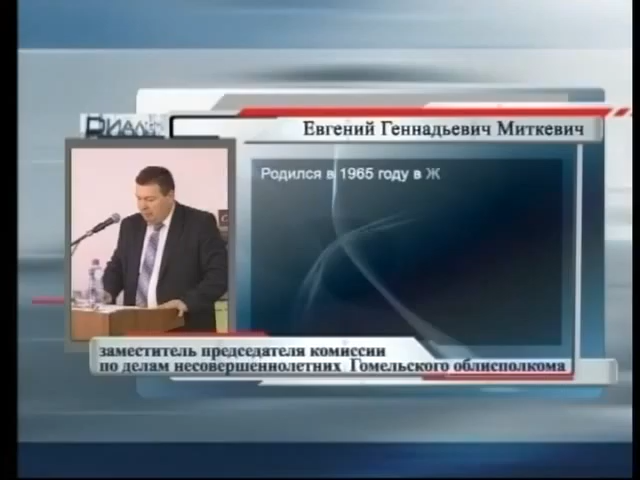 Евгений Геннадьевич Миткевич
Родился в 1965 году в Ж
заместитель председателя комиссии
по делам несовершеннолетних Гомельского облисполкома